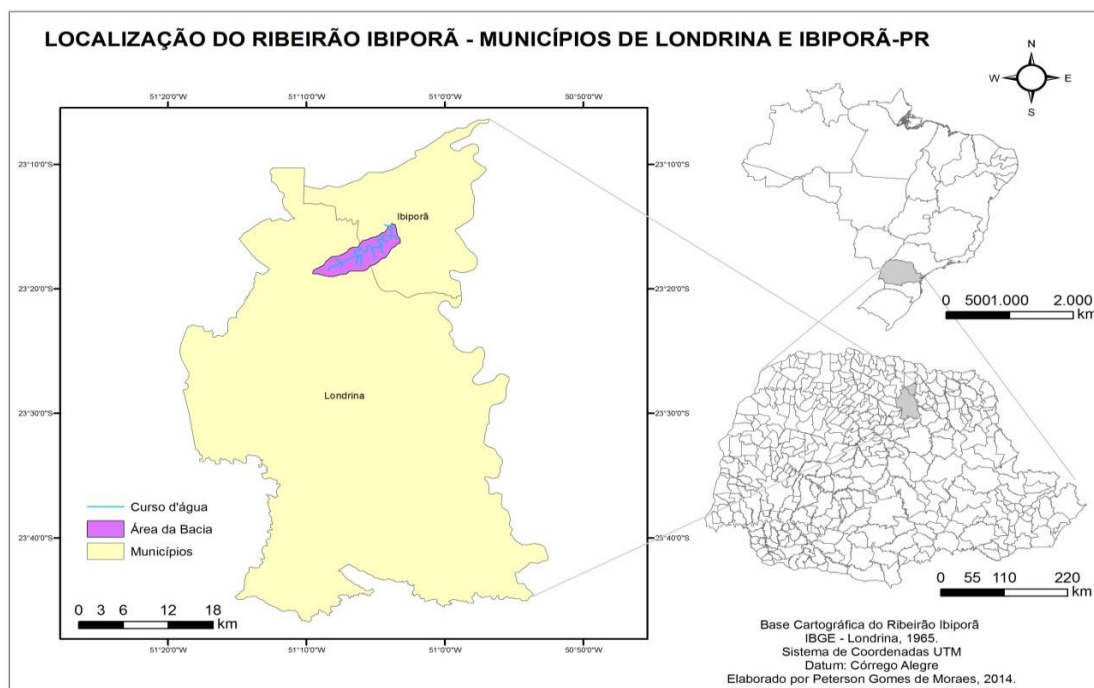 LOCALIZAÇÃO DO RIBEIRÃO IBIPORÃ - MUNICÍPIOS DE LONDRINA E IBIPORÃ-PR
N
W E
S
51°20'0"W 51°10'0"W 51°0'0"W 50°50'0"W
23°10'0"S 23°10'0"S
Ibiporã
23°20'0"S 23°20'0"S
0 5001.000 2.000
km
Londrina
23°30'0"S 23°30'0"S
Curso d'água
Área da Bacia
Municípios
23°40'0"S 23°40'0"S
0 3 6 12 18
km
0 55 110 220
km
51°20'0"W 51°10'0"W 51°0'0"W 50°50'0"W
Base Cartográfica do Ribeirão Ibiporã
IBGE - Londrina, 1965.
Sistema de Coordenadas UTM
Datum: Córrego Alegre
Elaborado por Peterson Gomes de Moraes, 2014.